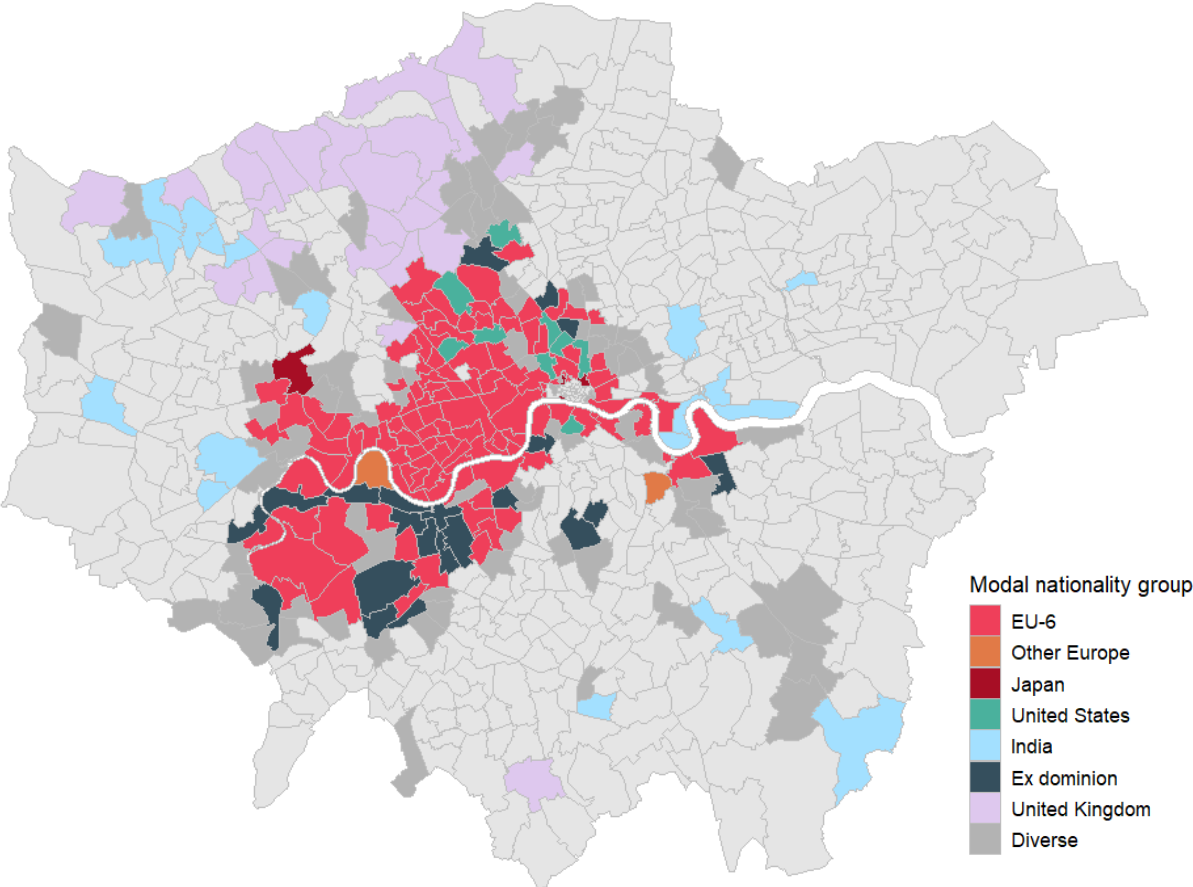 Modal nationality group
EU-6
Other Europe
Japan
United States
India
Ex dominion
United Kingdom
Diverse